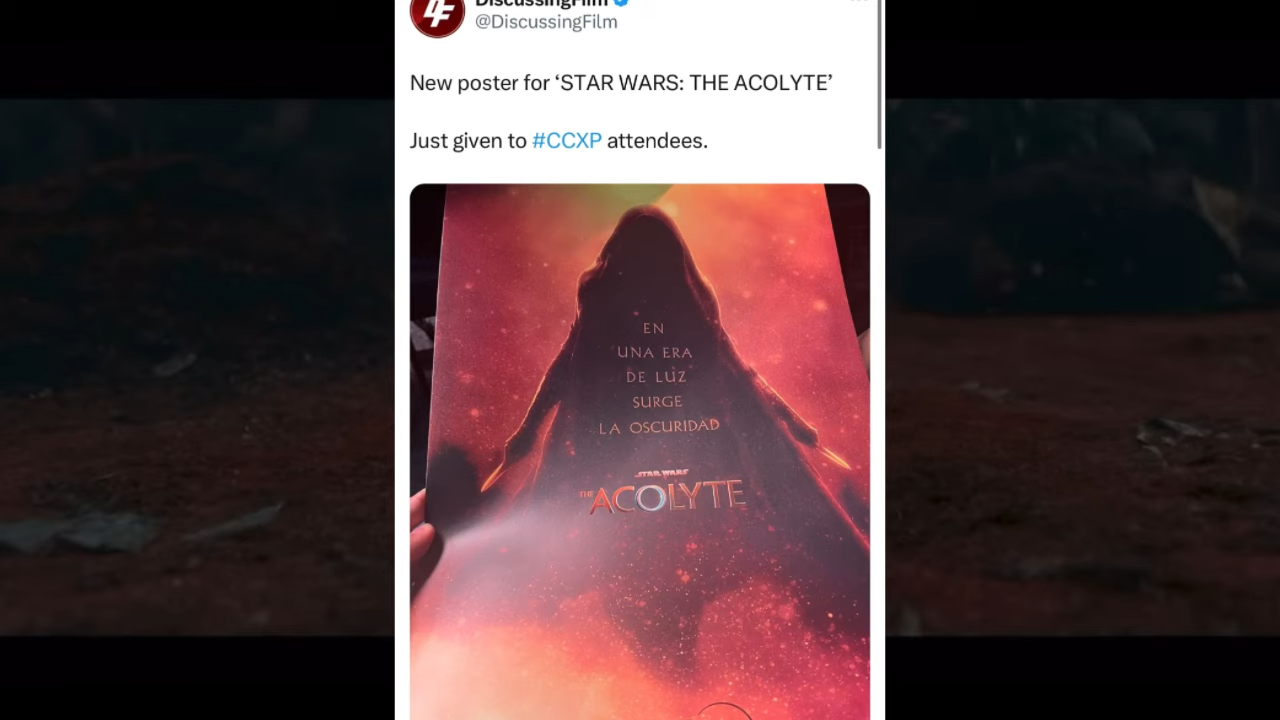 DiscussingFilm
@DiscussingFilm
New poster for ‘STAR WARS: THE ACOLYTE’
Just given to #CCXP attendees.
EN
UNA ERA
DE LUZ
SURGE
LA OSCURIDAD
STAR WARS
THE ACOLYTE